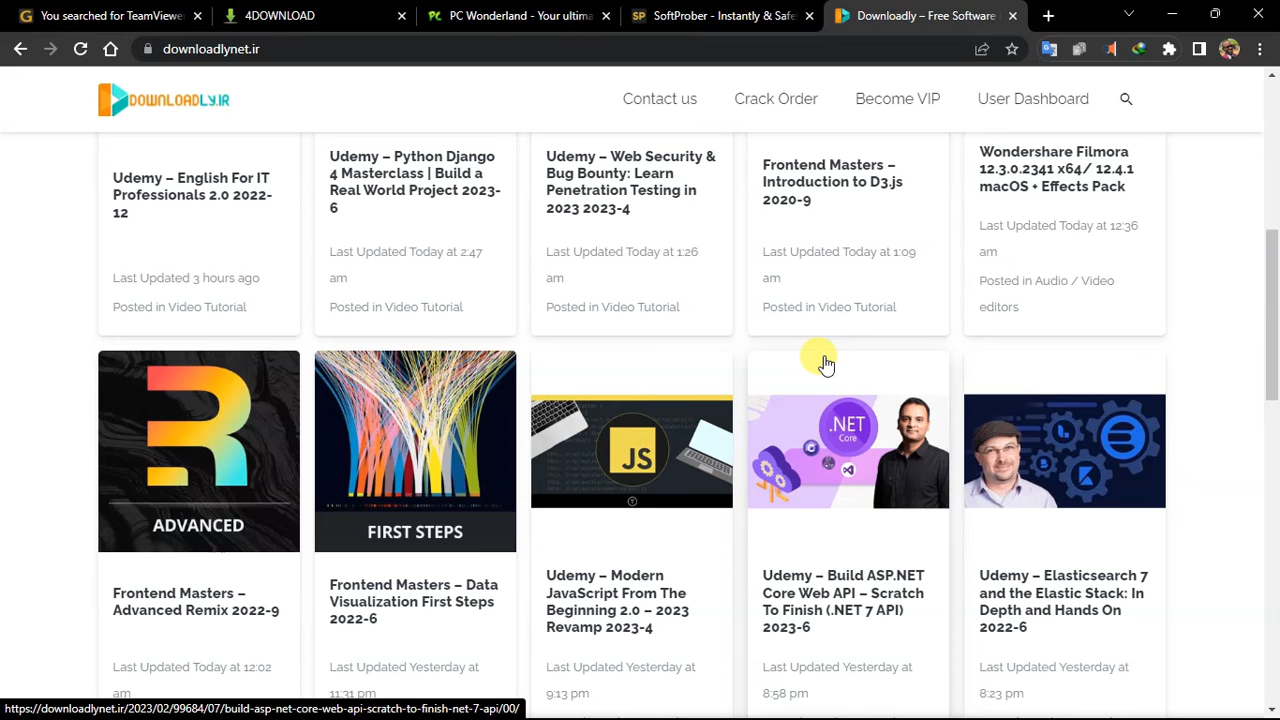 You searched for TeamViewer
4DOWNLOAD
PC Wonderland - Your ultima
SoftProber - Instantly & Safe
Downloadly – Free Software
downloadlynet.ir
DOWNLOADLY.IR
Contact us
Crack Order
Become VIP
User Dashboard
Udemy – English For IT
Professionals 2.0 2022-
12
Last Updated 3 hours ago
Posted in Video Tutorial
Udemy – Python Django
4 Masterclass | Build a
Real World Project 2023-
6
Last Updated Today at 2:47
am
Posted in Video Tutorial
Udemy – Web Security &
Bug Bounty: Learn
Penetration Testing in
2023 2023-4
Last Updated Today at 1:26
am
Posted in Video Tutorial
Frontend Masters –
Introduction to D3.js
2020-9
Last Updated Today at 1:09
am
Posted in Video Tutorial
Wondershare Filmora
12.3.0.2341 x64/ 12.4.1
macOS + Effects Pack
Last Updated Today at 12:36
am
Posted in Audio / Video
editors
R
ADVANCED
Frontend Masters –
Advanced Remix 2022-9
Last Updated Today at 12:02
am
FIRST STEPS
Frontend Masters – Data
Visualization First Steps
2022-6
Last Updated Yesterday at
11:31 pm
JS
Udemy – Modern
JavaScript From The
Beginning 2.0 – 2023
Revamp 2023-4
Last Updated Yesterday at
9:13 pm
.NET
Core
Udemy – Build ASP.NET
Core Web API – Scratch
To Finish (.NET 7 API)
2023-6
Last Updated Yesterday at
8:58 pm
Udemy – Elasticsearch 7
and the Elastic Stack: In
Depth and Hands On
2022-6
Last Updated Yesterday at
8:23 pm
https://downloadlynet.ir/2023/02/99684/07/build-asp-net-core-web-api-scratch-to-finish-net-7-api/00/